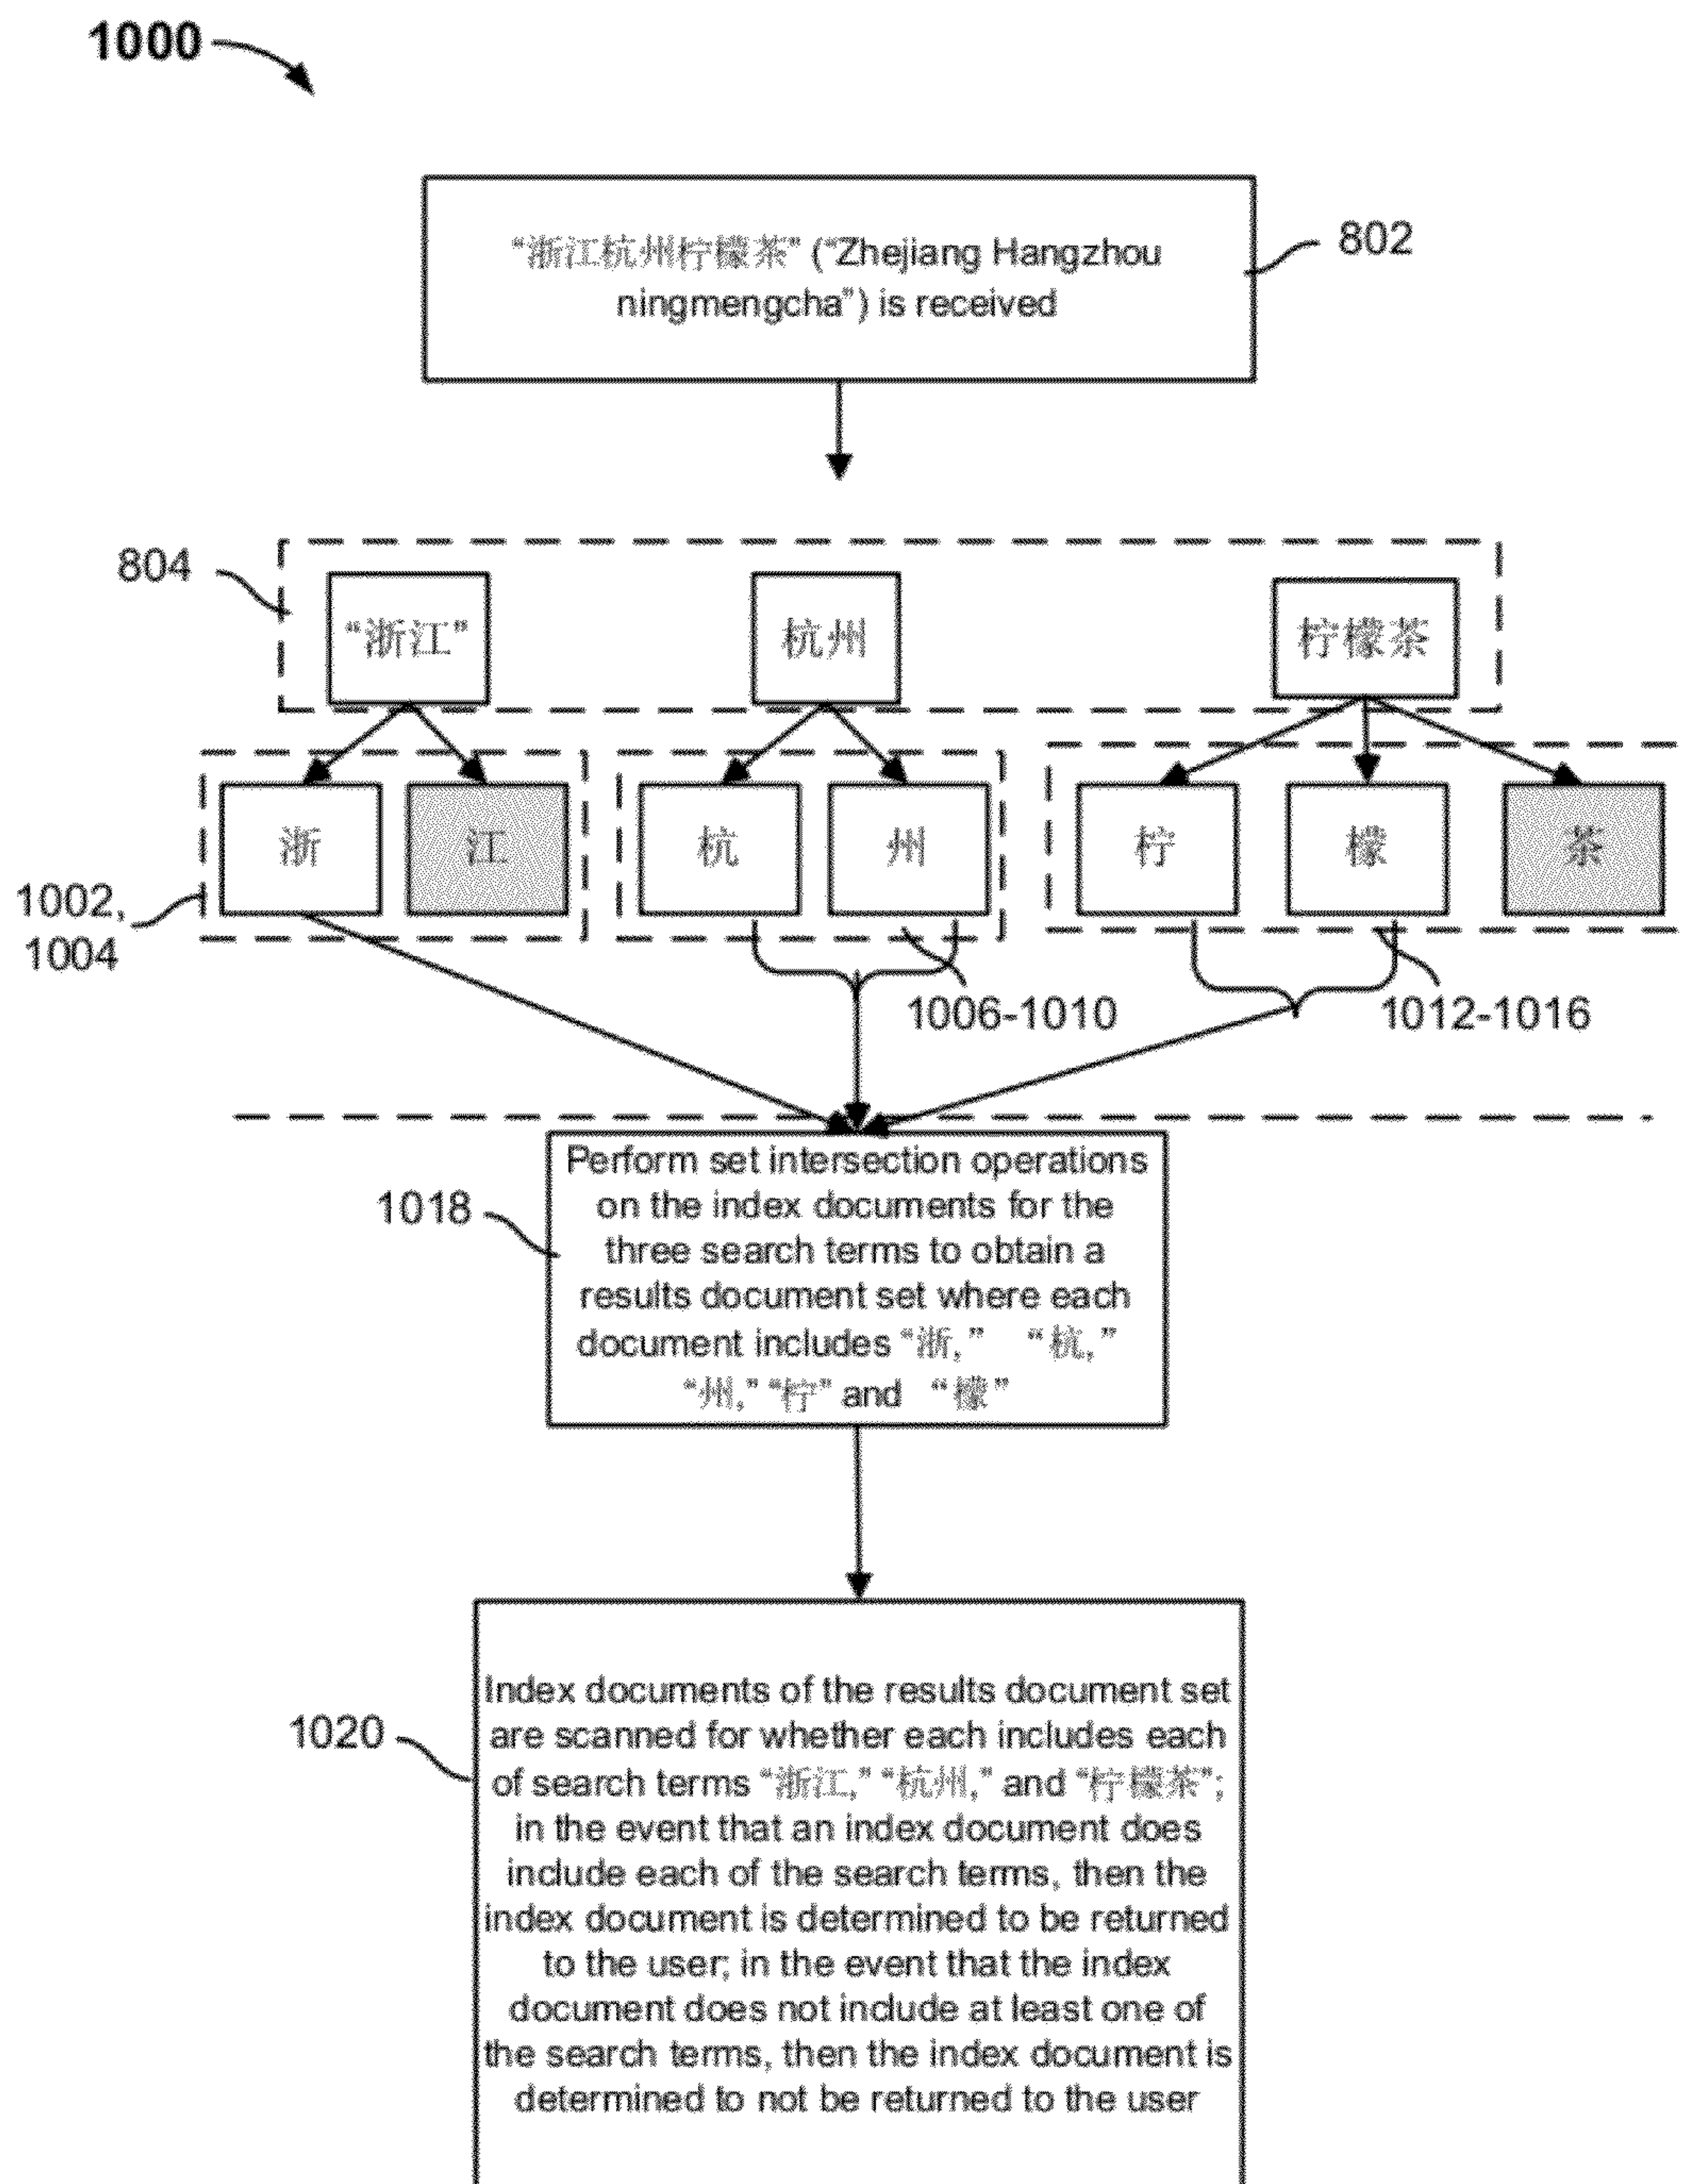 1000
“浙江杭州柠檬茶” (“Zhejiang Hangzhou
ningmengcha”) is received
802
804
“浙江”
杭州
柠檬茶
浙
江
杭
州
柠
檬
茶
1002,
1004
1006-1010
1012-1016
1018
Perform set intersection operations
on the index documents for the
three search terms to obtain a
results document set where each
document includes “浙,” “杭,”
“州,” “柠” and “檬”
1020
Index documents of the results document set
are scanned for whether each includes each
of search terms “浙江,” “杭州,” and “柠檬茶”;
in the event that an index document does
include each of the search terms, then the
index document is determined to be returned
to the user; in the event that the index
document does not include at least one of
the search terms, then the index document is
determined to not be returned to the user